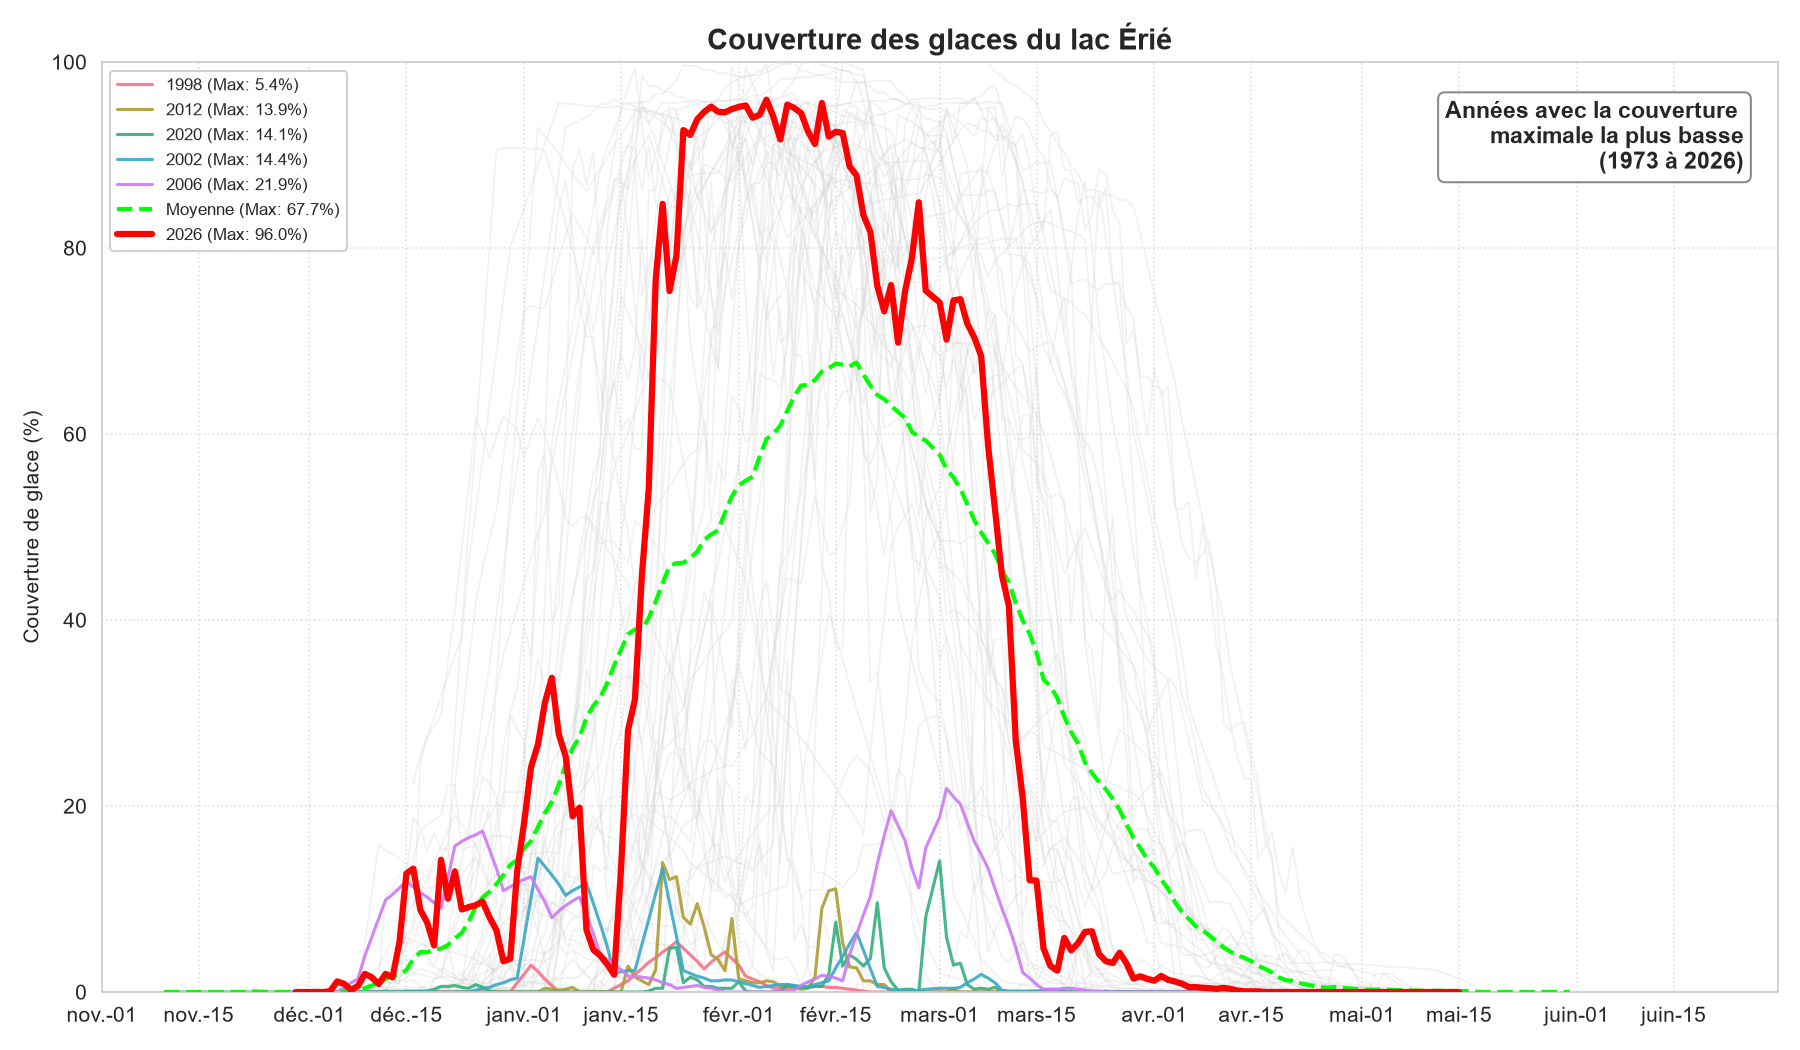 Couverture des glaces du lac Érié
Couverture de glace (%)
100
80
60
40
20
0
1998 (Max: 5.4%)
2012 (Max: 13.9%)
2020 (Max: 14.1%)
2002 (Max: 14.4%)
2006 (Max: 21.9%)
Moyenne (Max: 67.7%)
2026 (Max: 96.0%)
Années avec la couverture
maximale la plus basse
(1973 à 2026)
nov.-01 nov.-15 déc.-01 déc.-15 janv.-01 janv.-15 févr.-01 févr.-15 mars-01 mars-15 avr.-01 avr.-15 mai-01 mai-15 juin-01 juin-15